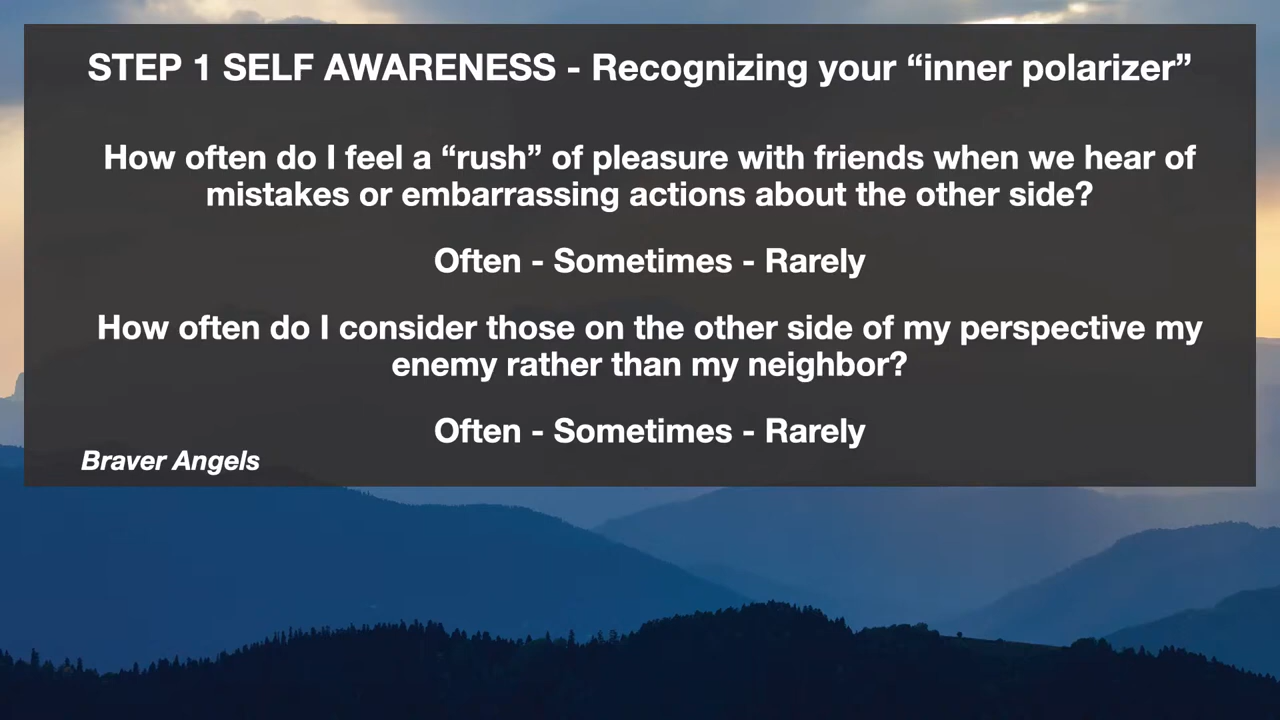 STEP 1 SELF AWARENESS - Recognizing your “inner polarizer”
How often do I feel a “rush” of pleasure with friends when we hear of
mistakes or embarrassing actions about the other side?
Often - Sometimes - Rarely
How often do I consider those on the other side of my perspective my
enemy rather than my neighbor?
Often - Sometimes - Rarely
Braver Angels